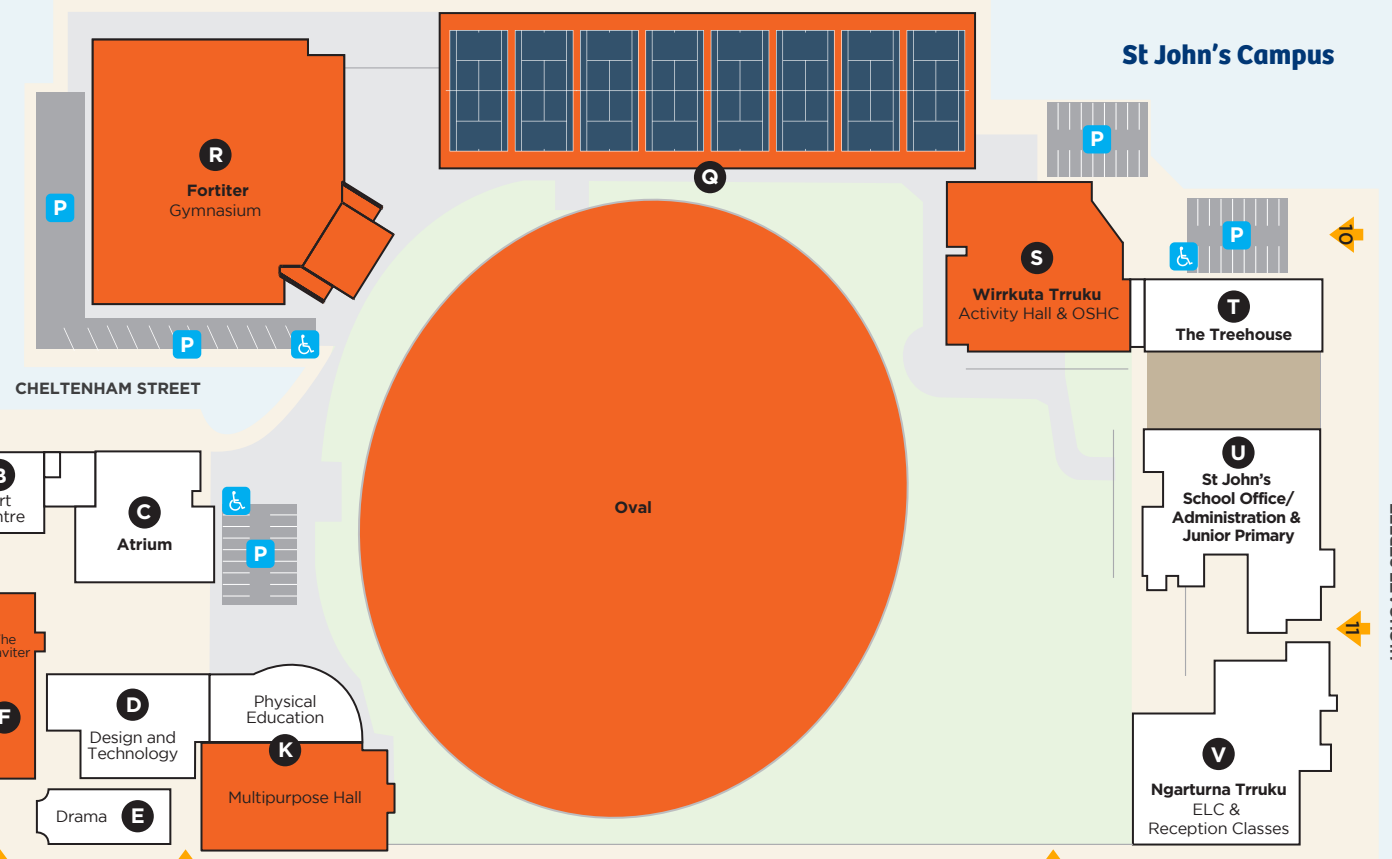 St John's Campus
R
Fortiter
Gymnasium
P
Q
P
P
10
S
Wirrkuta Trruku
Activity Hall & OSHC
T
The Treehouse
P
CHELTENHAM STREET
U
St John's
School Office/
Administration &
Junior Primary
C
Atrium
P
Oval
11
F
D
Design and
Technology
Physical
Education
K
Multipurpose Hall
Drama E
V
Ngarturna Trruku
ELC &
Reception Classes